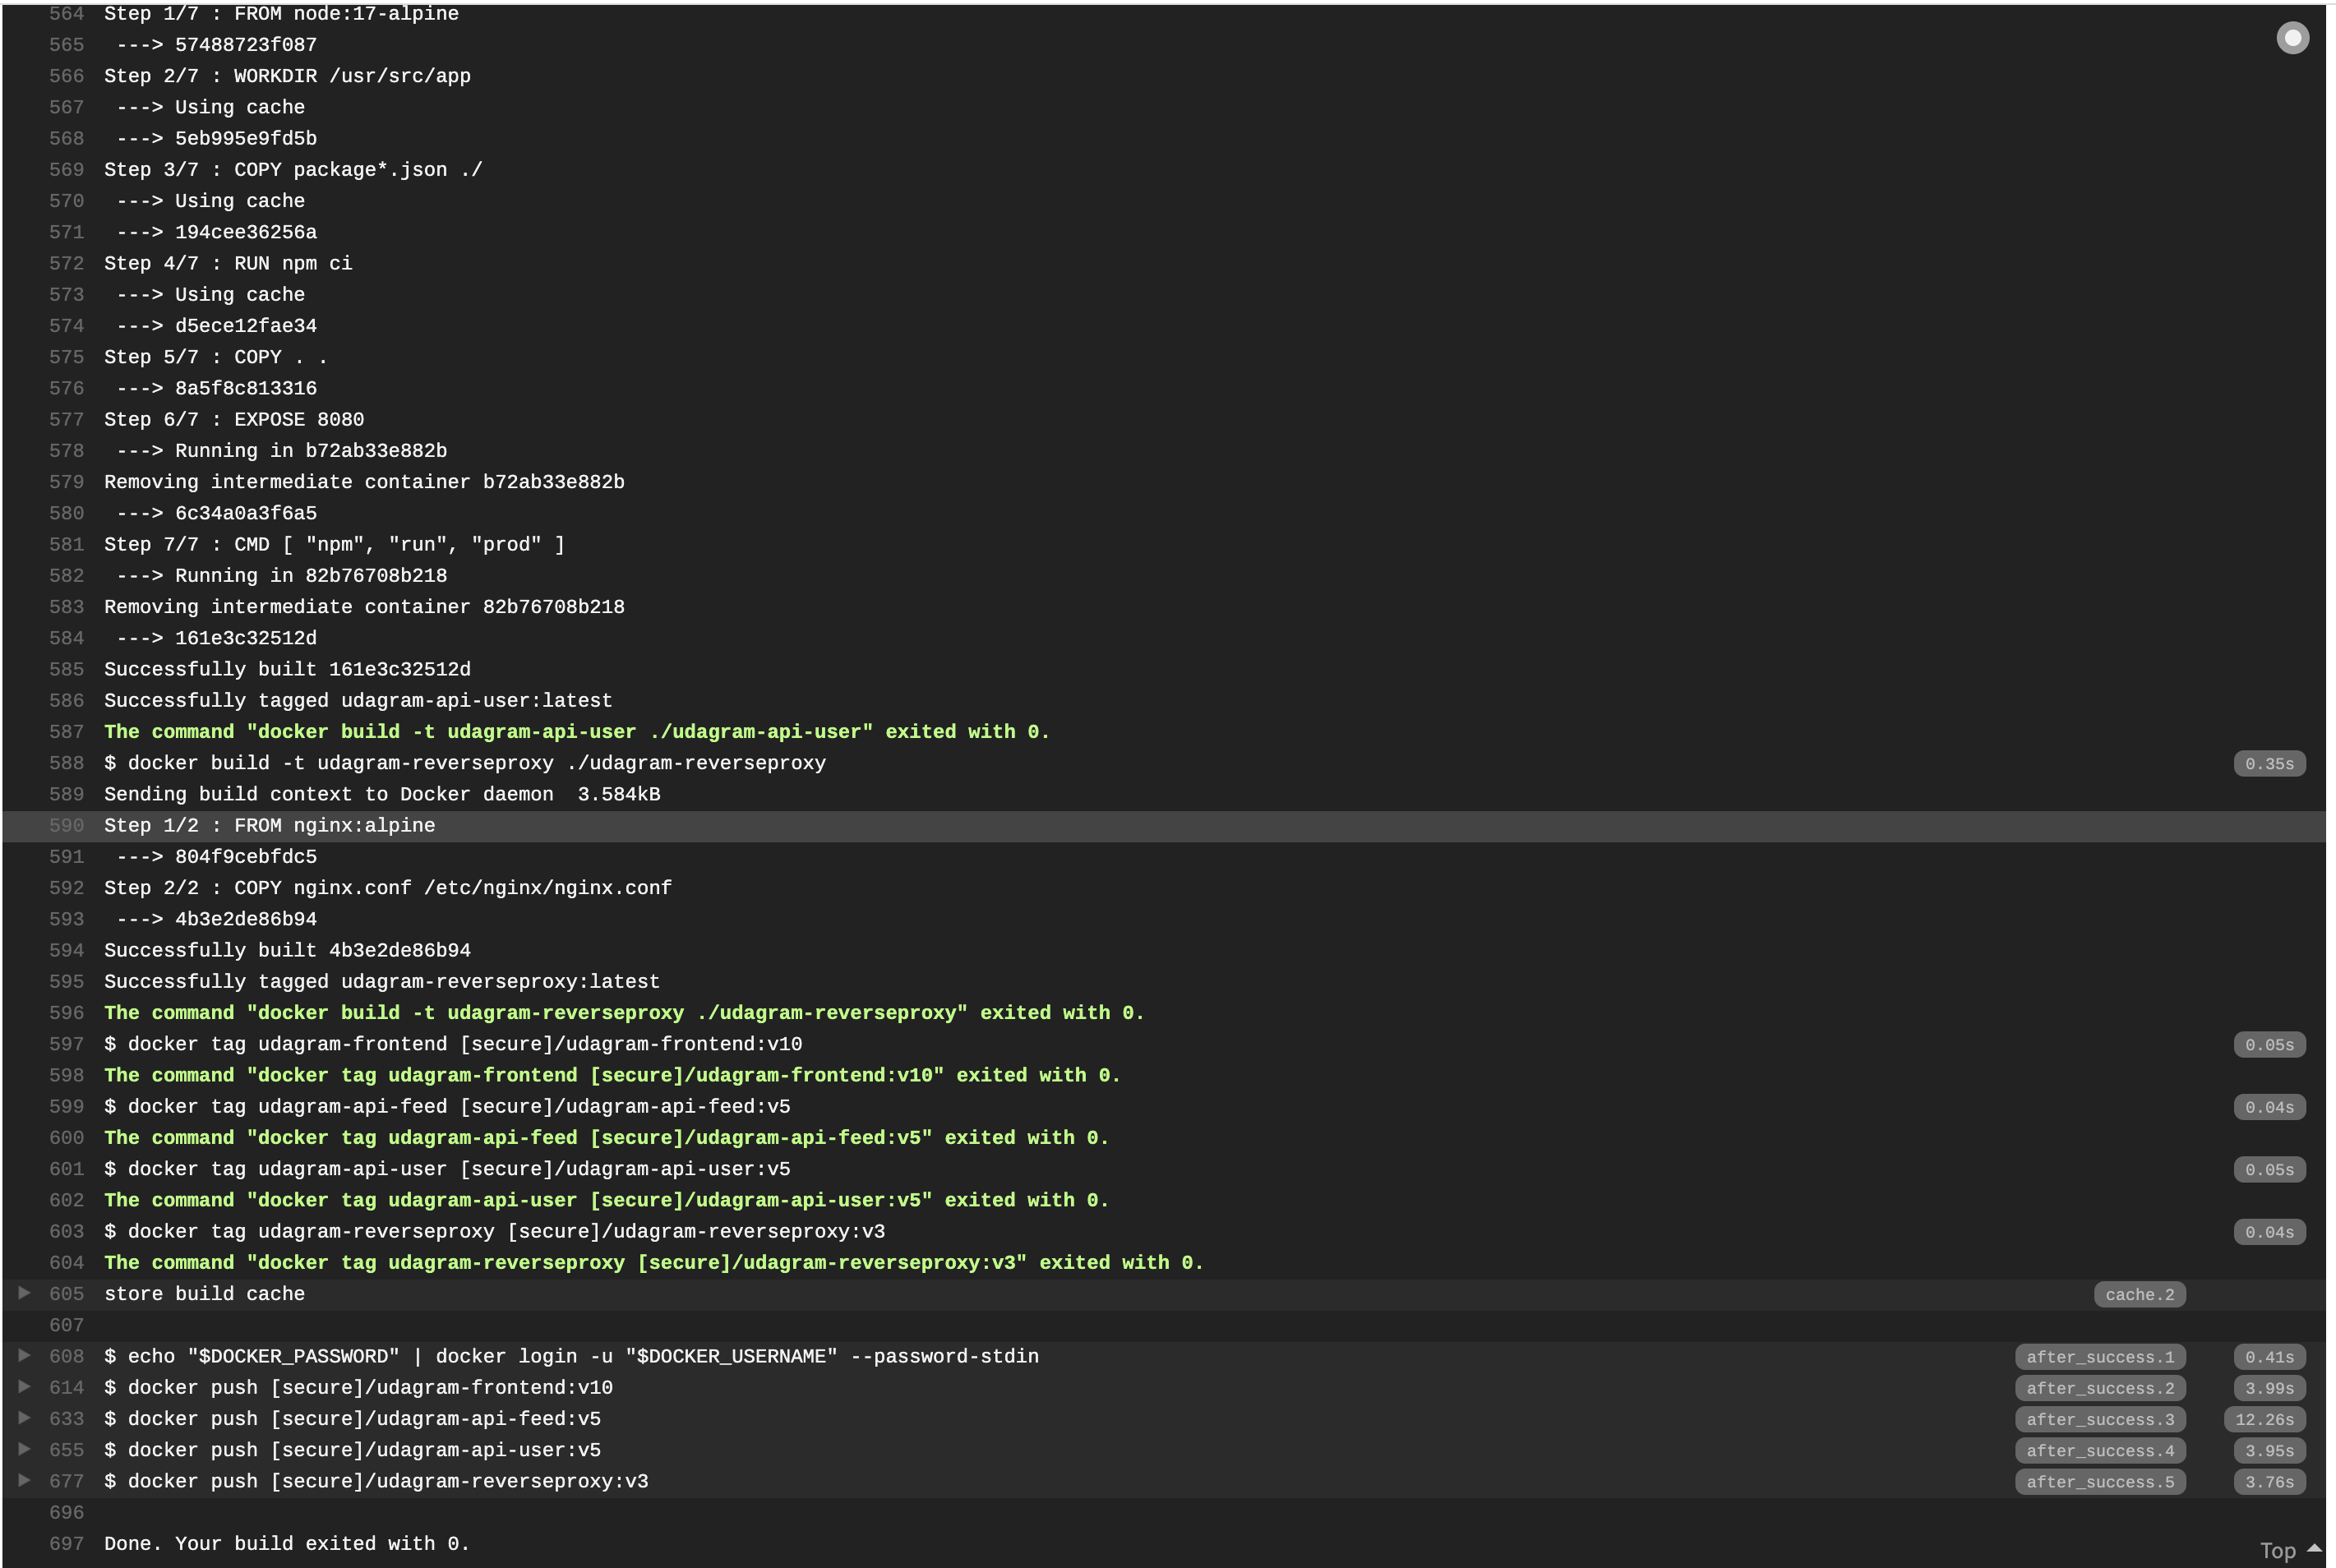 564 Step 1/7 : FROM node:17-alpine
565 ---> 57488723f087
566 Step 2/7 : WORKDIR /usr/src/app
567 ---> Using cache
568 ---> 5eb995e9fd5b
569 Step 3/7 : COPY package*.json ./
570 ---> Using cache
571 ---> 194cee36256a
572 Step 4/7 : RUN npm ci
573 ---> Using cache
574 ---> d5ece12fae34
575 Step 5/7 : COPY . .
576 ---> 8a5f8c813316
577 Step 6/7 : EXPOSE 8080
578 ---> Running in b72ab33e882b
579 Removing intermediate container b72ab33e882b
580 ---> 6c34a0a3f6a5
581 Step 7/7 : CMD [ "npm", "run", "prod" ]
582 ---> Running in 82b76708b218
583 Removing intermediate container 82b76708b218
584 ---> 161e3c32512d
585 Successfully built 161e3c32512d
586 Successfully tagged udagram-api-user:latest
587 The command "docker build -t udagram-api-user ./udagram-api-user" exited with 0.
588 $ docker build -t udagram-reverseproxy ./udagram-reverseproxy 0.35s
589 Sending build context to Docker daemon  3.584kB
590 Step 1/2 : FROM nginx:alpine
591 ---> 804f9cebfdc5
592 Step 2/2 : COPY nginx.conf /etc/nginx/nginx.conf
593 ---> 4b3e2de86b94
594 Successfully built 4b3e2de86b94
595 Successfully tagged udagram-reverseproxy:latest
596 The command "docker build -t udagram-reverseproxy ./udagram-reverseproxy" exited with 0.
597 $ docker tag udagram-frontend [secure]/udagram-frontend:v10 0.05s
598 The command "docker tag udagram-frontend [secure]/udagram-frontend:v10" exited with 0.
599 $ docker tag udagram-api-feed [secure]/udagram-api-feed:v5 0.04s
600 The command "docker tag udagram-api-feed [secure]/udagram-api-feed:v5" exited with 0.
601 $ docker tag udagram-api-user [secure]/udagram-api-user:v5 0.05s
602 The command "docker tag udagram-api-user [secure]/udagram-api-user:v5" exited with 0.
603 $ docker tag udagram-reverseproxy [secure]/udagram-reverseproxy:v3 0.04s
604 The command "docker tag udagram-reverseproxy [secure]/udagram-reverseproxy:v3" exited with 0.
605 store build cache cache.2
607
608 $ echo "$DOCKER_PASSWORD" | docker login -u "$DOCKER_USERNAME" --password-stdin after_success.1 0.41s
614 $ docker push [secure]/udagram-frontend:v10 after_success.2 3.99s
633 $ docker push [secure]/udagram-api-feed:v5 after_success.3 12.26s
655 $ docker push [secure]/udagram-api-user:v5 after_success.4 3.95s
677 $ docker push [secure]/udagram-reverseproxy:v3 after_success.5 3.76s
696
697 Done. Your build exited with 0.
Top